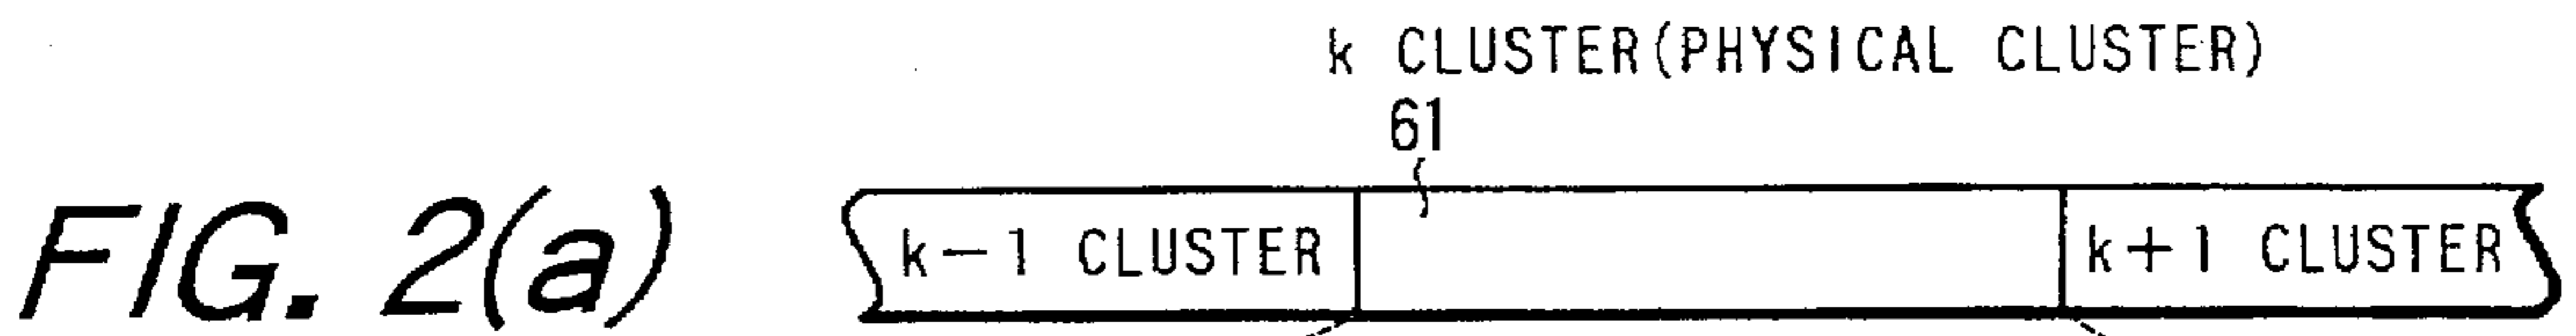 k CLUSTER(PHYSICAL CLUSTER)
61
FIG. 2(a)
k-1 CLUSTER
k+1 CLUSTER